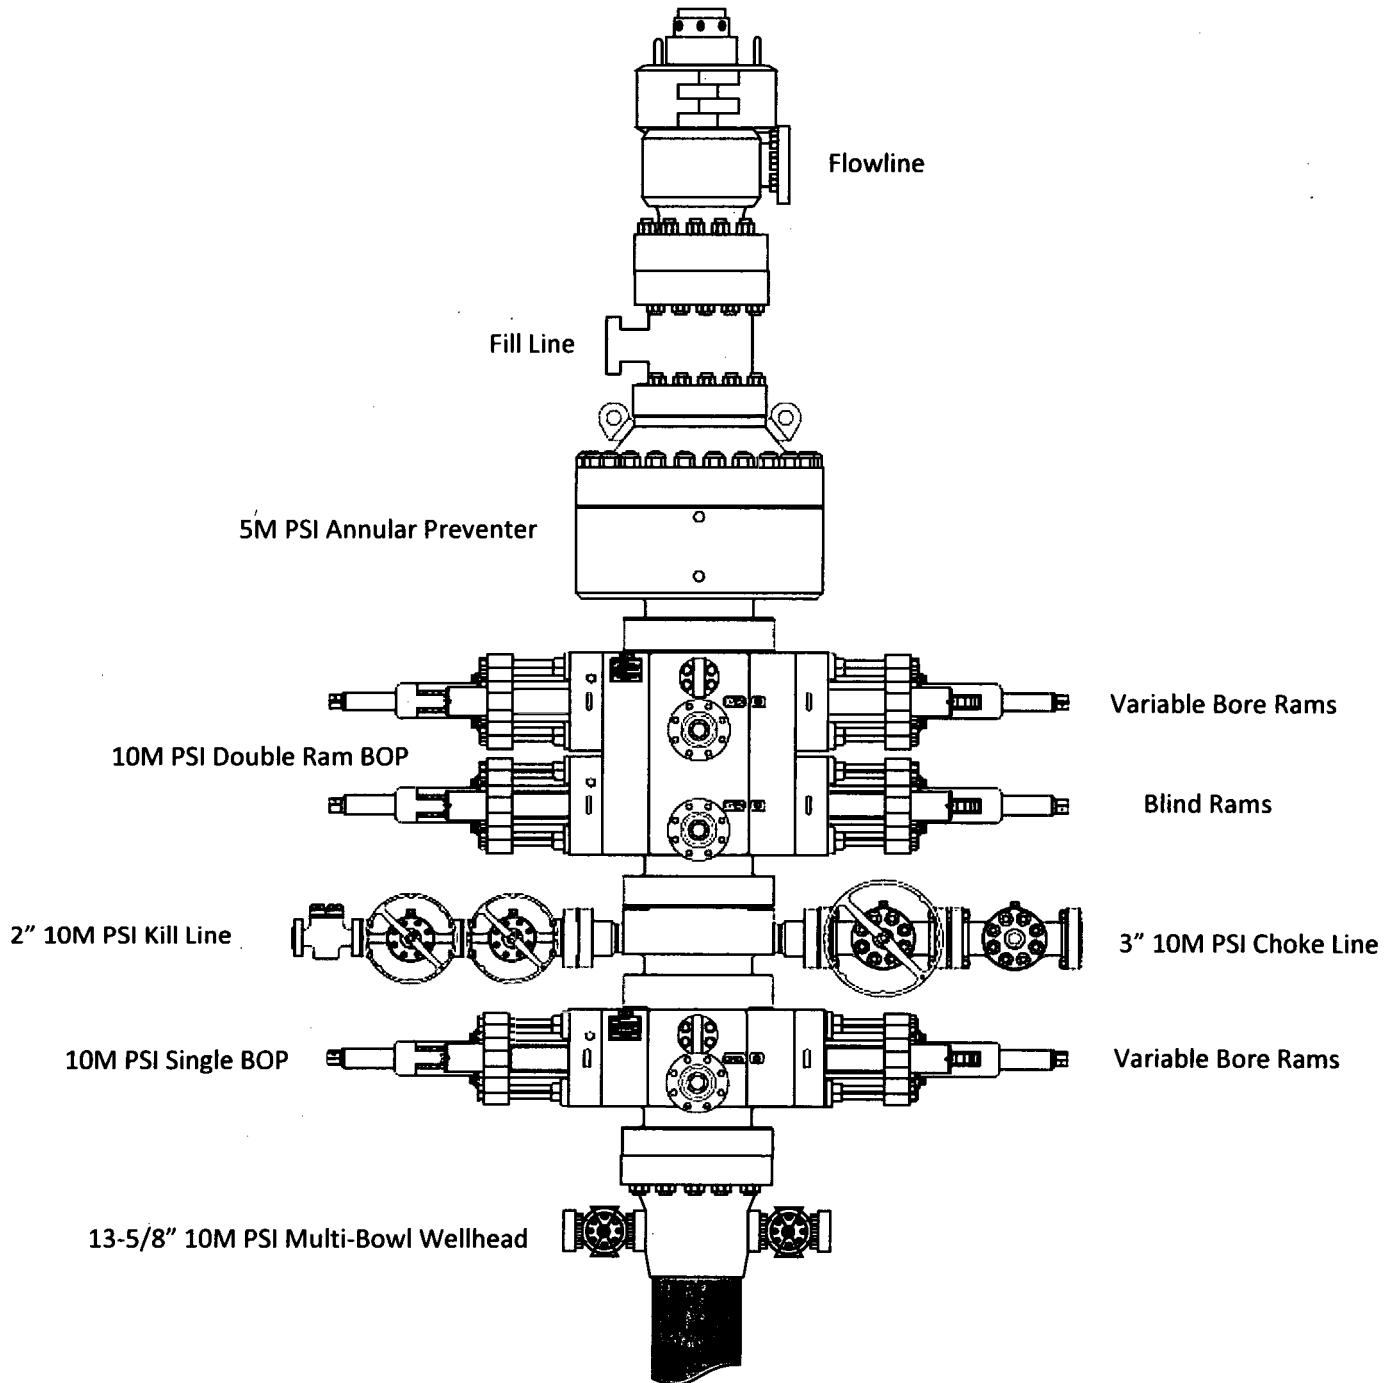 Flowline
Fill Line
5M PSI Annular Preventer
Variable Bore Rams
10M PSI Double Ram BOP
Blind Rams
2” 10M PSI Kill Line
3” 10M PSI Choke Line
10M PSI Single BOP
Variable Bore Rams
13-5/8” 10M PSI Multi-Bowl Wellhead